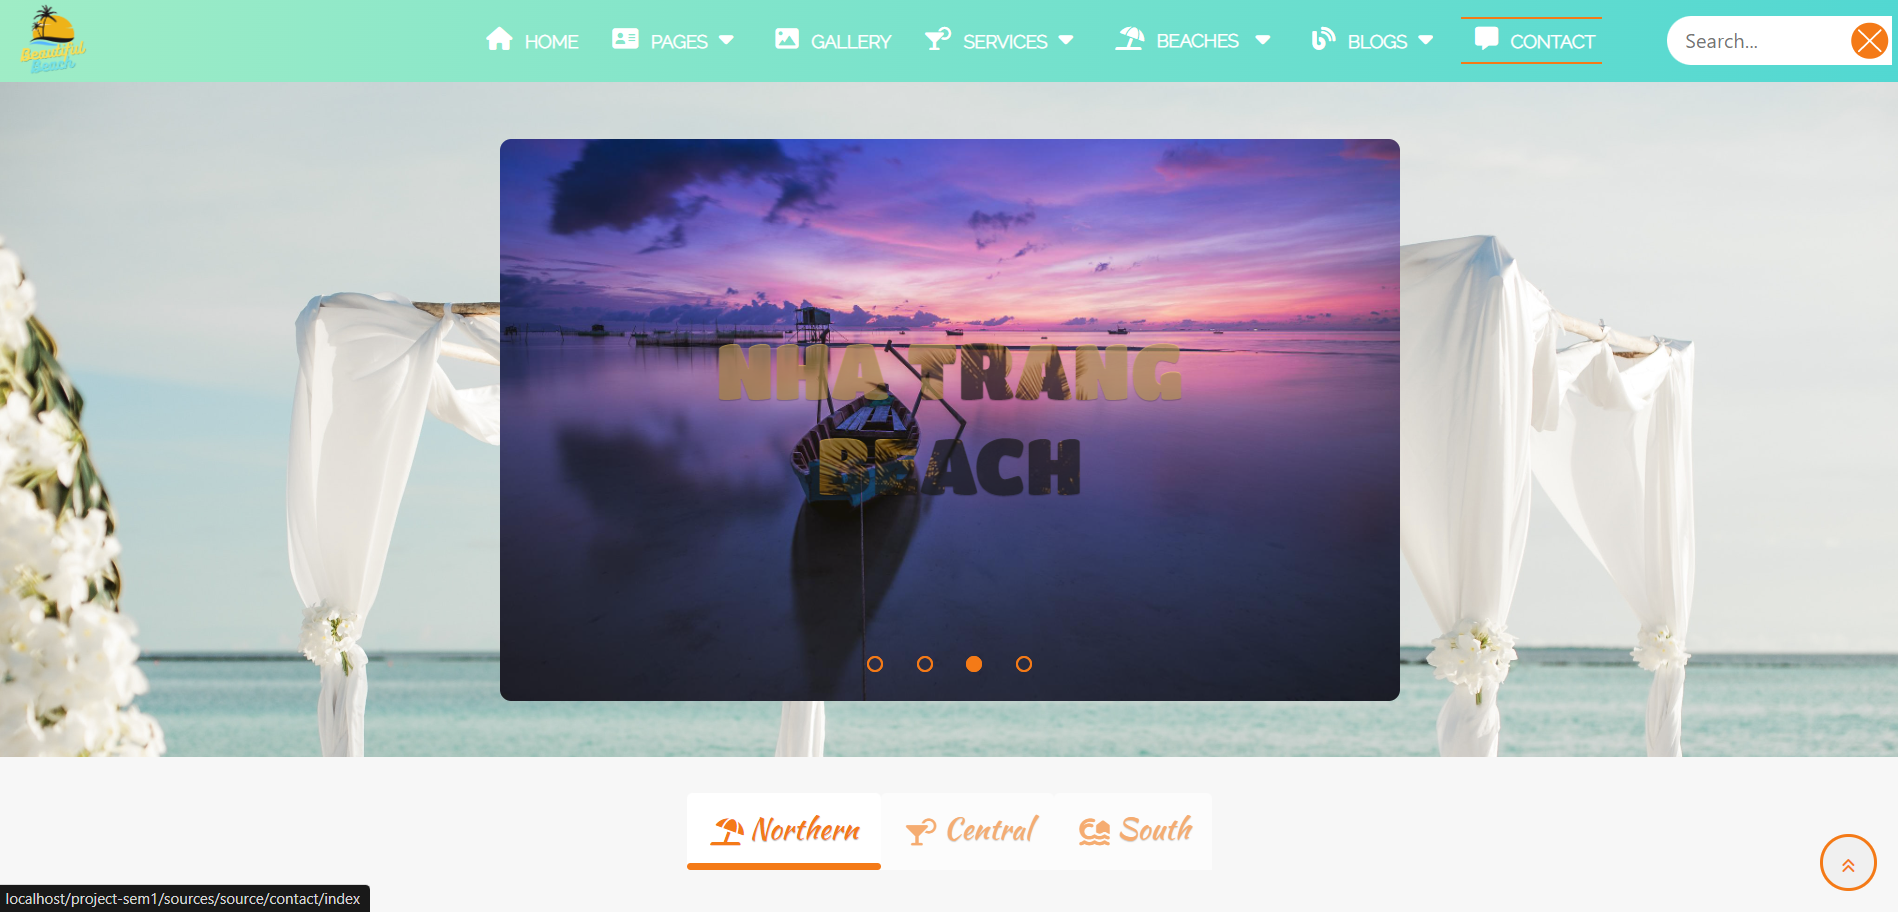 Beautiful
Beach
HOME
PAGES
GALLERY
SERVICES
BEACHES
BLOGS
CONTACT
Search...
NHA TRANG
BEACH
Northern
Central
South
localhost/project-sem1/sources/source/contact/index